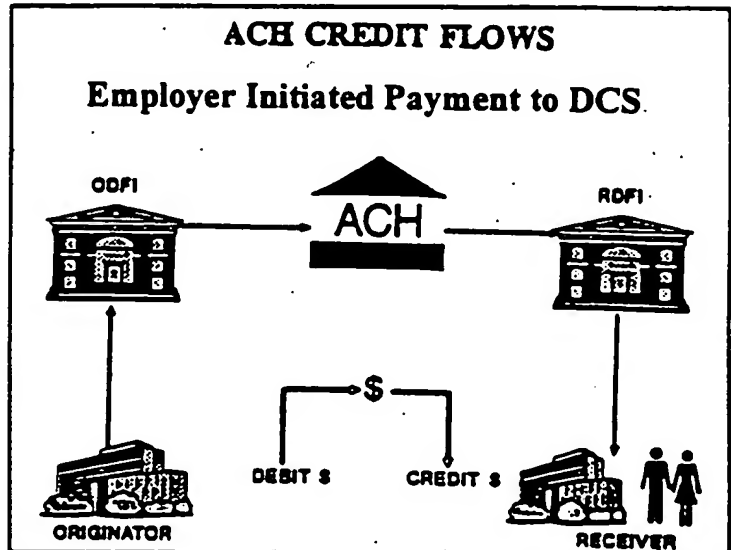 ACH CREDIT FLOWS
Employer Initiated Payment to DCS
ODFI
ACH
RDFI
$
DEBIT $
CREDIT $
ORIGINATOR
RECEIVER